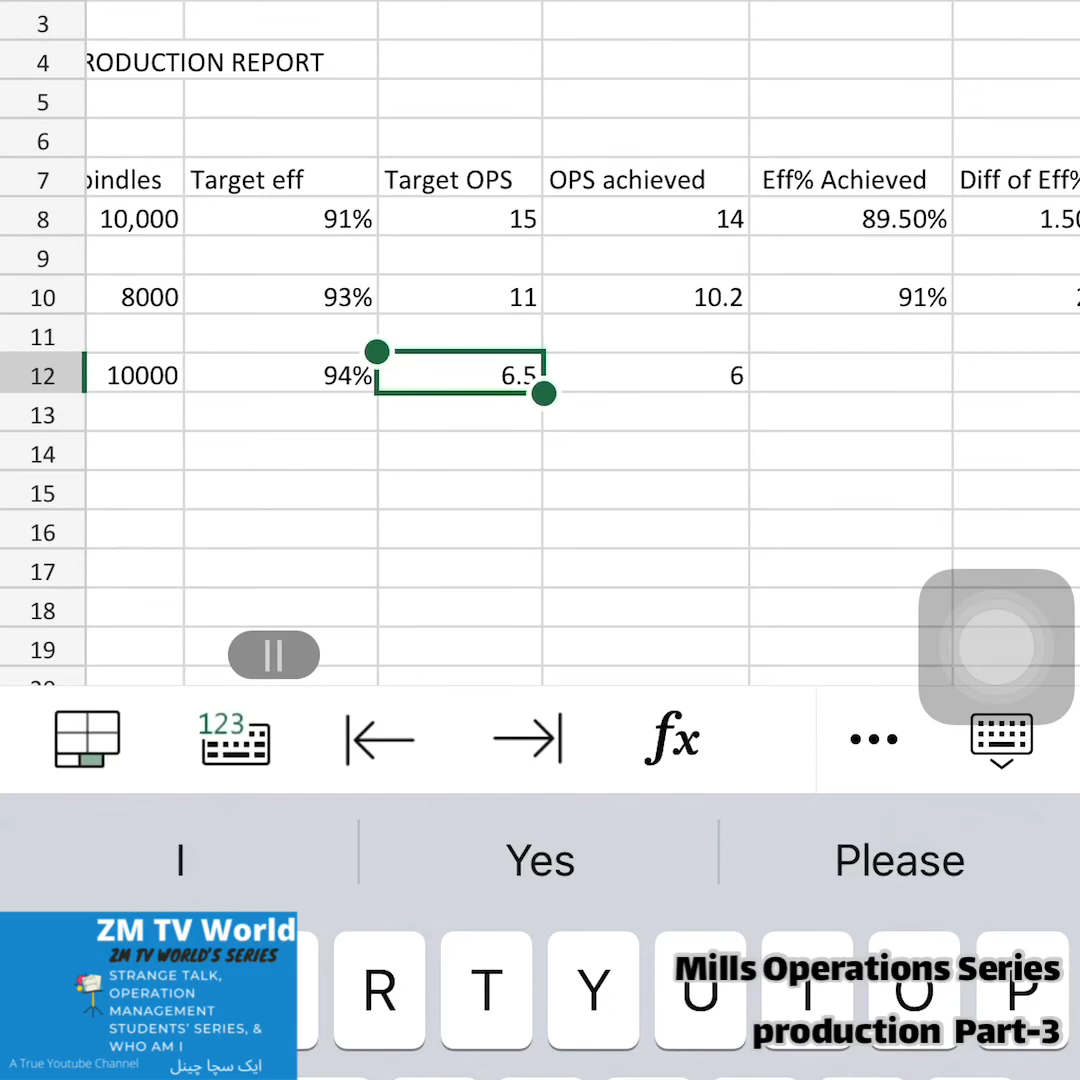 3
4 RODUCTION REPORT
5
6
7 pindles Target eff Target OPS OPS achieved Eff% Achieved Diff of Eff%
8 10,000 91% 15 14 89.50% 1.50
9
10 8000 93% 11 10.2 91%
11
12 10000 94% 6.5 6
13
14
15
16
17
18
19
123 fx
I Yes Please
R T Y U I O P
ZM TV World
ZM TV WORLD'S SERIES
STRANGE TALK,
OPERATION
MANAGEMENT
STUDENTS' SERIES, &
WHO AM I
A True Youtube Channel ایک سچا چینل
Mills Operations Series
production Part-3